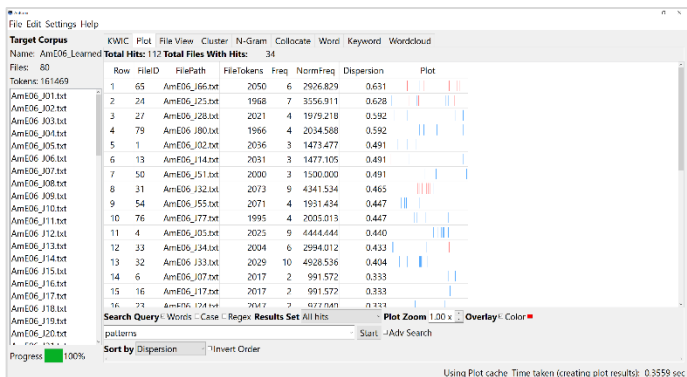 AntConc
File Edit Settings Help
Target Corpus
Name: AmE06_Learned
Files: 80
Tokens: 161469
AmE06_J01.txt
AmE06_J02.txt
AmE06_J03.txt
AmE06_J04.txt
AmE06_J05.txt
AmE06_J06.txt
AmE06_J07.txt
AmE06_J08.txt
AmE06_J09.txt
AmE06_J10.txt
AmE06_J11.txt
AmE06_J12.txt
AmE06_J13.txt
AmE06_J14.txt
AmE06_J15.txt
AmE06_J16.txt
AmE06_J17.txt
AmE06_J18.txt
AmE06_J19.txt
AmE06_J20.txt
Progress 100%
KWIC Plot File View Cluster N-Gram Collocate Word Keyword Wordcloud
Total Hits: 112 Total Files With Hits: 34
Row FileID FilePath FileTokens Freq NormFreq Dispersion Plot
1 65 AmE06_J66.txt 2050 6 2926.829 0.631
2 24 AmE06_J25.txt 1968 7 3556.911 0.628
3 27 AmE06_J28.txt 2021 4 1979.218 0.592
4 79 AmE06_J80.txt 1966 4 2034.588 0.592
5 1 AmE06_J02.txt 2036 3 1473.477 0.491
6 13 AmE06_J14.txt 2031 3 1477.105 0.491
7 50 AmE06_J51.txt 2000 3 1500.000 0.491
8 31 AmE06_J32.txt 2073 9 4341.534 0.465
9 54 AmE06_J55.txt 2071 4 1931.434 0.447
10 76 AmE06_J77.txt 1995 4 2005.013 0.447
11 4 AmE06_J05.txt 2025 9 4444.444 0.440
12 33 AmE06_J34.txt 2004 6 2994.012 0.433
13 32 AmE06_J33.txt 2029 10 4928.536 0.404
14 6 AmE06_J07.txt 2017 2 991.572 0.333
15 16 AmE06_J17.txt 2017 2 991.572 0.333
16 23 AmE06_J24.txt 2047 2 977.040 0.333
Search Query Words Case Regex Results Set All hits Plot Zoom 1.00 x Overlay Color
patterns Start Adv Search
Sort by Dispersion Invert Order
Using Plot cache Time taken (creating plot results): 0.3559 sec